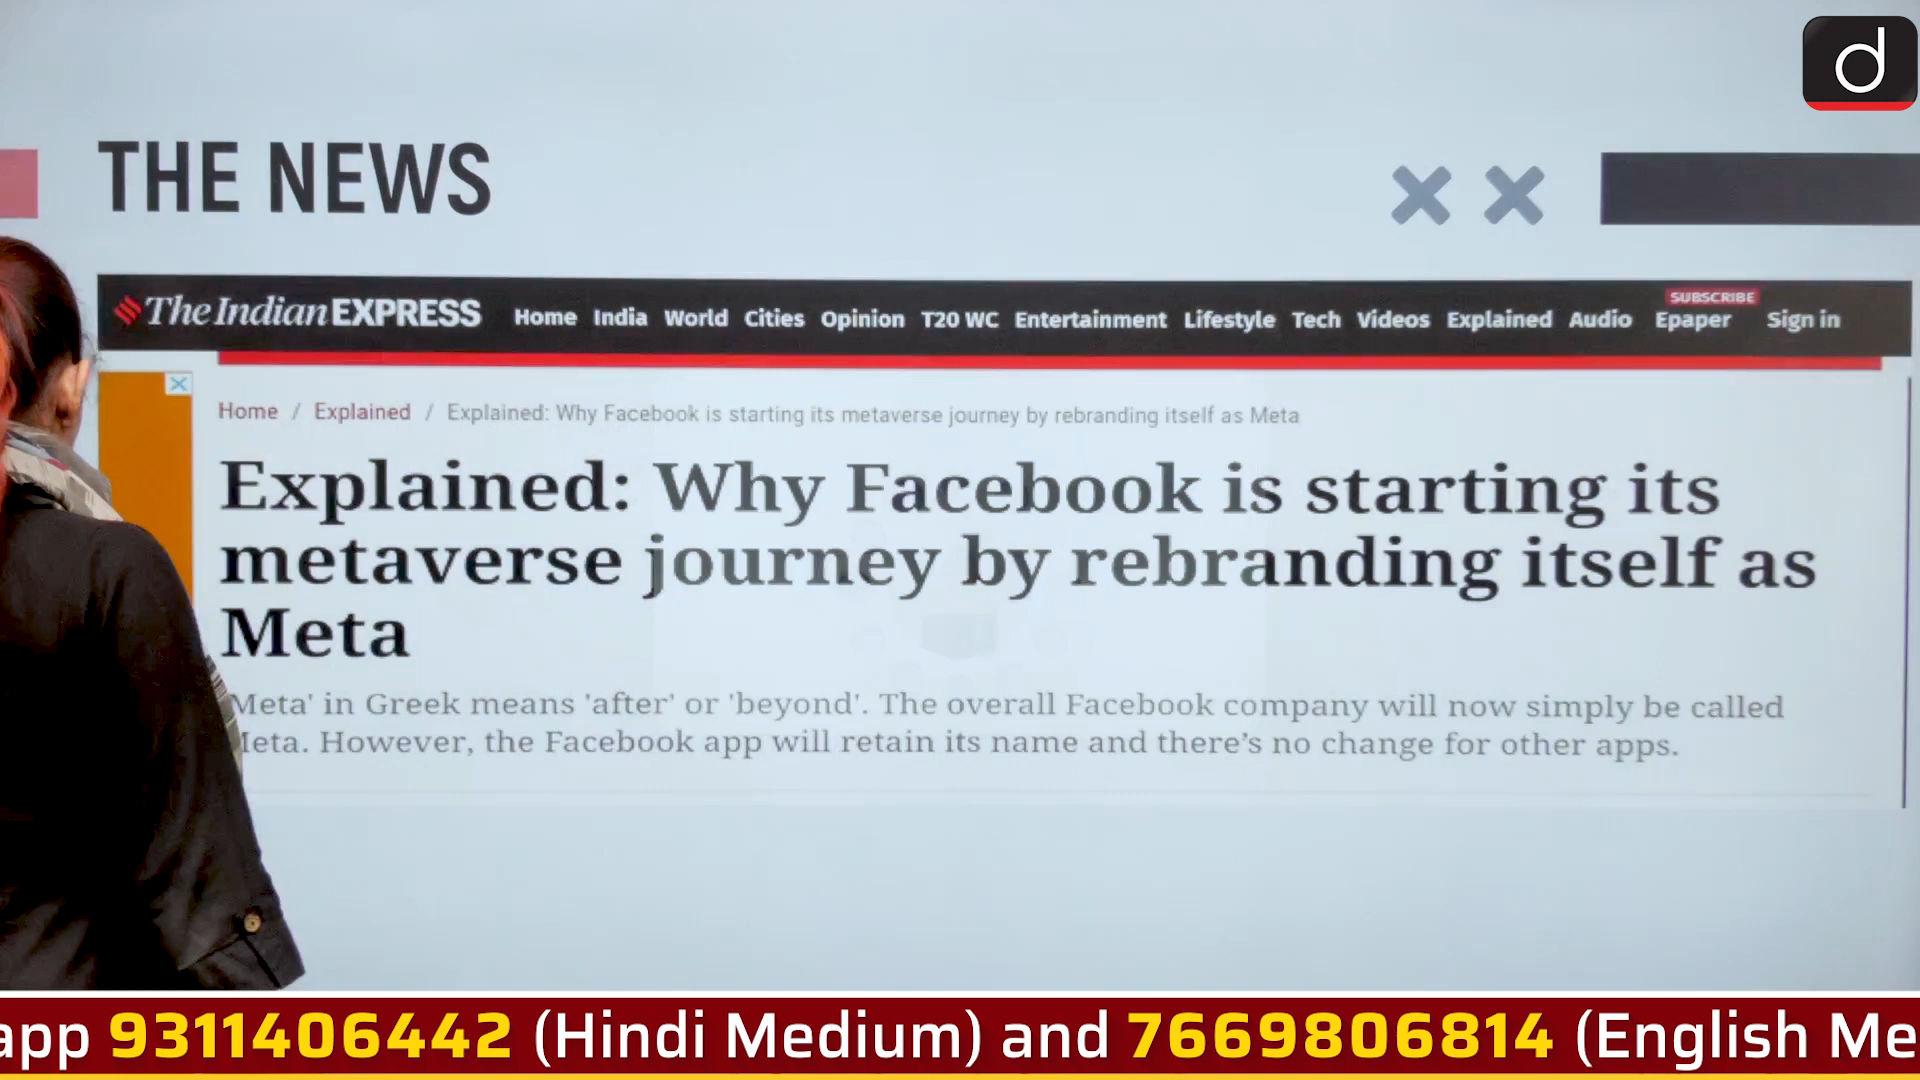 d
THE NEWS
The Indian EXPRESS Home India World Cities Opinion T20 WC Entertainment Lifestyle Tech Videos Explained Audio Epaper Sign in
SUBSCRIBE
Home / Explained / Explained: Why Facebook is starting its metaverse journey by rebranding itself as Meta
Explained: Why Facebook is starting its
metaverse journey by rebranding itself as
Meta
Meta' in Greek means 'after' or 'beyond'. The overall Facebook company will now simply be called
Meta. However, the Facebook app will retain its name and there's no change for other apps.
app 9311406442 (Hindi Medium) and 7669806814 (English Me